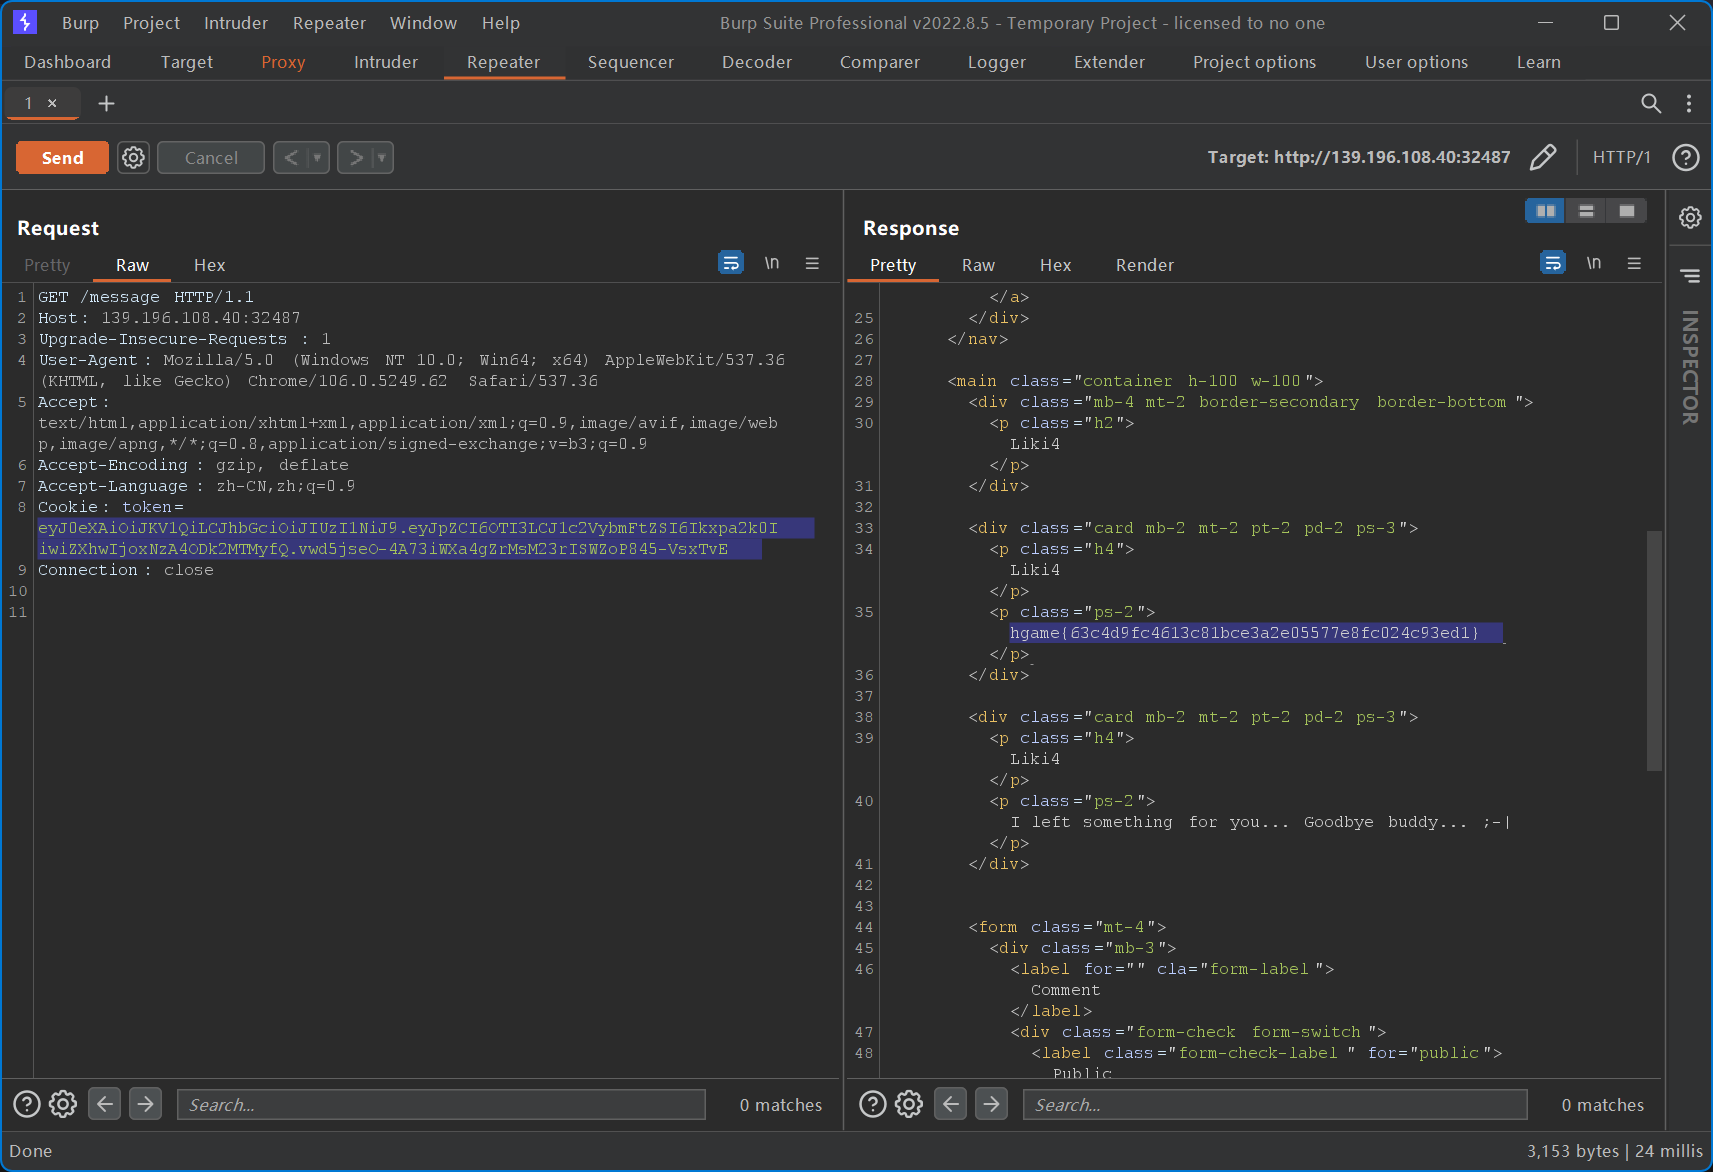 Burp Project Intruder Repeater Window Help Burp Suite Professional v2022.8.5 - Temporary Project - licensed to no one
Dashboard Target Proxy Intruder Repeater Sequencer Decoder Comparer Logger Extender Project options User options Learn
1 × +
Send Cancel < > Target: http://139.196.108.40:32487 HTTP/1 ?
Request
Pretty Raw Hex \n
1 GET /message HTTP/1.1
2 Host: 139.196.108.40:32487
3 Upgrade-Insecure-Requests : 1
4 User-Agent : Mozilla/5.0 (Windows NT 10.0; Win64; x64) AppleWebKit/537.36
(KHTML, like Gecko) Chrome/106.0.5249.62 Safari/537.36
5 Accept:
text/html,application/xhtml+xml,application/xml;q=0.9,image/avif,image/web
p,image/apng,*/*;q=0.8,application/signed-exchange;v=b3;q=0.9
6 Accept-Encoding : gzip, deflate
7 Accept-Language : zh-CN,zh;q=0.9
8 Cookie: token=
eyJ0eXAiOiJKV1QiLCJhbGciOiJIUzI1NiJ9.eyJpZCI6OTI3LCJ1c2VybmFtZSI6Ikxpa2k0I
iwiZXhwIjoxNzA4ODk2MTMyfQ.vwd5jseO-4A73iWXa4gZrMsM23rISWZoP845-VsxTvE
9 Connection : close
10
11
? Search... 0 matches
Response
Pretty Raw Hex Render \n
</a>
25 </div>
26 </nav>
27
28 <main class="container h-100 w-100">
29 <div class="mb-4 mt-2 border-secondary border-bottom ">
30 <p class="h2">
Liki4
</p>
31 </div>
32
33 <div class="card mb-2 mt-2 pt-2 pd-2 ps-3">
34 <p class="h4">
Liki4
</p>
35 <p class="ps-2">
hgame{63c4d9fc4613c81bce3a2e05577e8fc024c93ed1}
</p>
36 </div>
37
38 <div class="card mb-2 mt-2 pt-2 pd-2 ps-3">
39 <p class="h4">
Liki4
</p>
40 <p class="ps-2">
I left something for you... Goodbye buddy... ;-|
</p>
41 </div>
42
43
44 <form class="mt-4">
45 <div class="mb-3">
46 <label for="" cla="form-label ">
Comment
</label>
47 <div class="form-check form-switch ">
48 <label class="form-check-label " for="public">
Public
? Search... 0 matches
INSPECTOR
Done 3,153 bytes | 24 millis